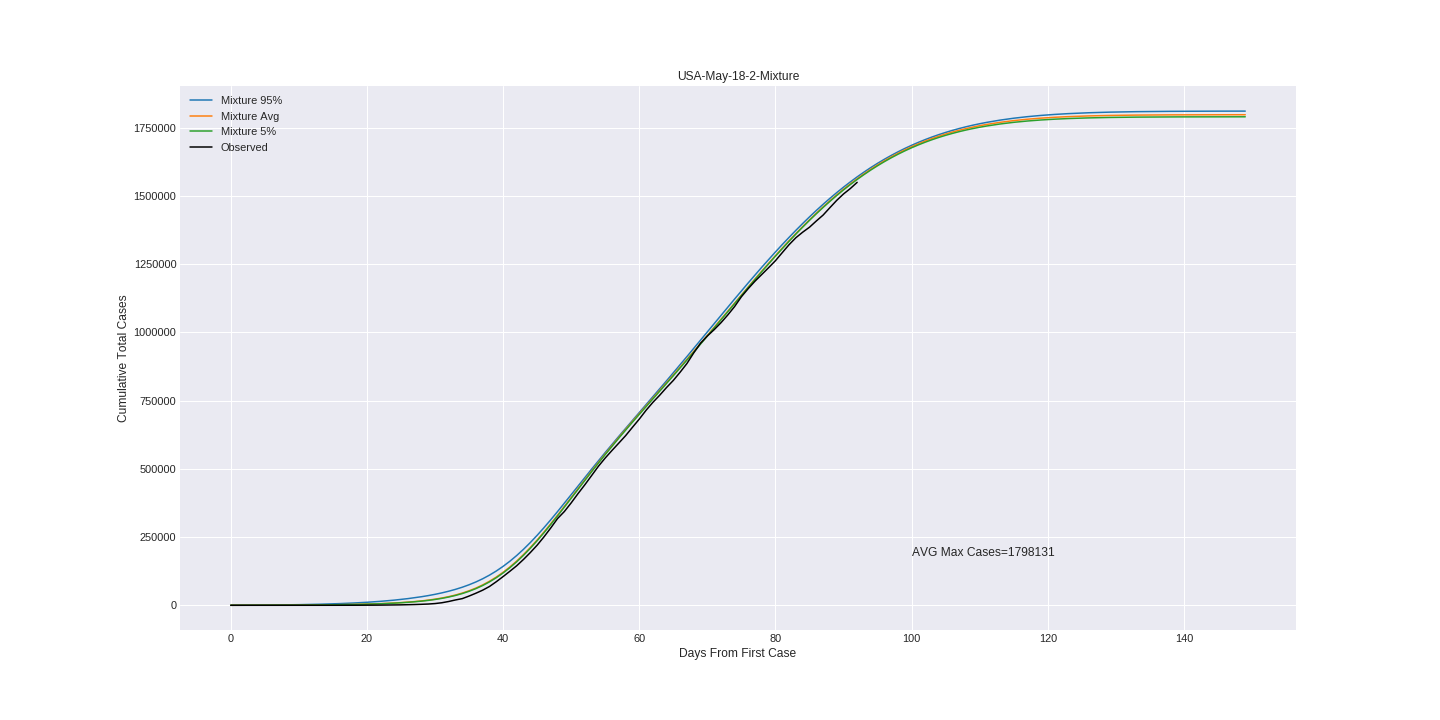 USA-May-18-2-Mixture
Mixture 95%
Mixture Avg
Mixture 5%
Observed
1750000
1500000
1250000
1000000
750000
500000
250000
0
Cumulative Total Cases
AVG Max Cases=1798131
0 20 40 60 80 100 120 140
Days From First Case